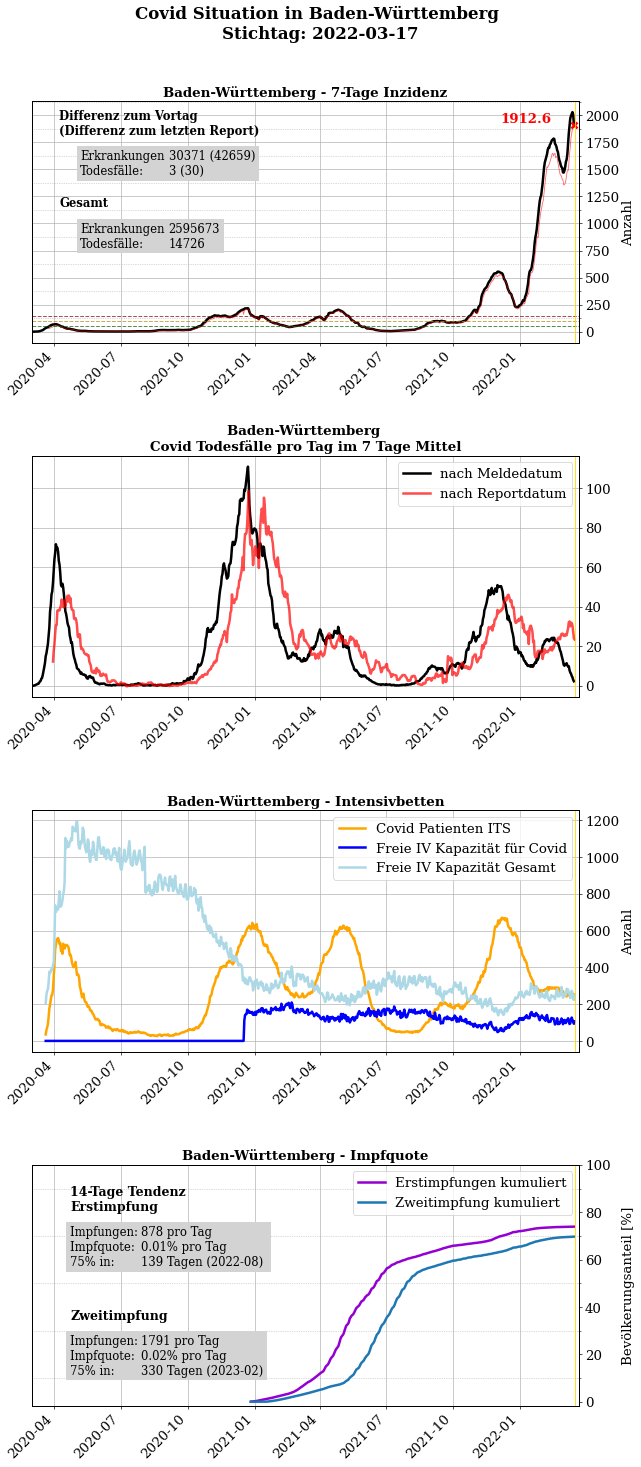 Covid Situation in Baden-Württemberg
Stichtag: 2022-03-17
Baden-Württemberg - 7-Tage Inzidenz
Differenz zum Vortag
(Differenz zum letzten Report)
Erkrankungen 30371 (42659)
Todesfälle: 3 (30)
Gesamt
Erkrankungen 2595673
Todesfälle: 14726
1912.6
2000
1750
1500
1250
1000
750
500
250
0
Anzahl
2020-04
2020-07
2020-10
2021-01
2021-04
2021-07
2021-10
2022-01
Baden-Württemberg
Covid Todesfälle pro Tag im 7 Tage Mittel
nach Meldedatum
nach Reportdatum
100
80
60
40
20
0
2020-04
2020-07
2020-10
2021-01
2021-04
2021-07
2021-10
2022-01
Baden-Württemberg - Intensivbetten
Covid Patienten ITS
Freie IV Kapazität für Covid
Freie IV Kapazität Gesamt
1200
1000
800
600
400
200
0
Anzahl
2020-04
2020-07
2020-10
2021-01
2021-04
2021-07
2021-10
2022-01
Baden-Württemberg - Impfquote
14-Tage Tendenz
Erstimpfung
Impfungen: 878 pro Tag
Impfquote: 0.01% pro Tag
75% in: 139 Tagen (2022-08)
Zweitimpfung
Impfungen: 1791 pro Tag
Impfquote: 0.02% pro Tag
75% in: 330 Tagen (2023-02)
Erstimpfungen kumuliert
Zweitimpfung kumuliert
100
80
60
40
20
0
Bevölkerungsanteil [%]
2020-04
2020-07
2020-10
2021-01
2021-04
2021-07
2021-10
2022-01